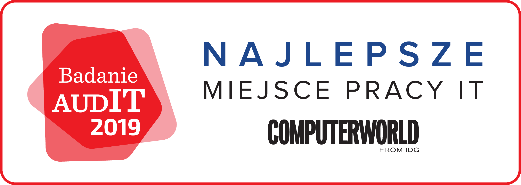 Badanie
AUDIT
2019
NAJLEPSZE
MIEJSCE PRACY IT
COMPUTERWORLD
FROM IDG